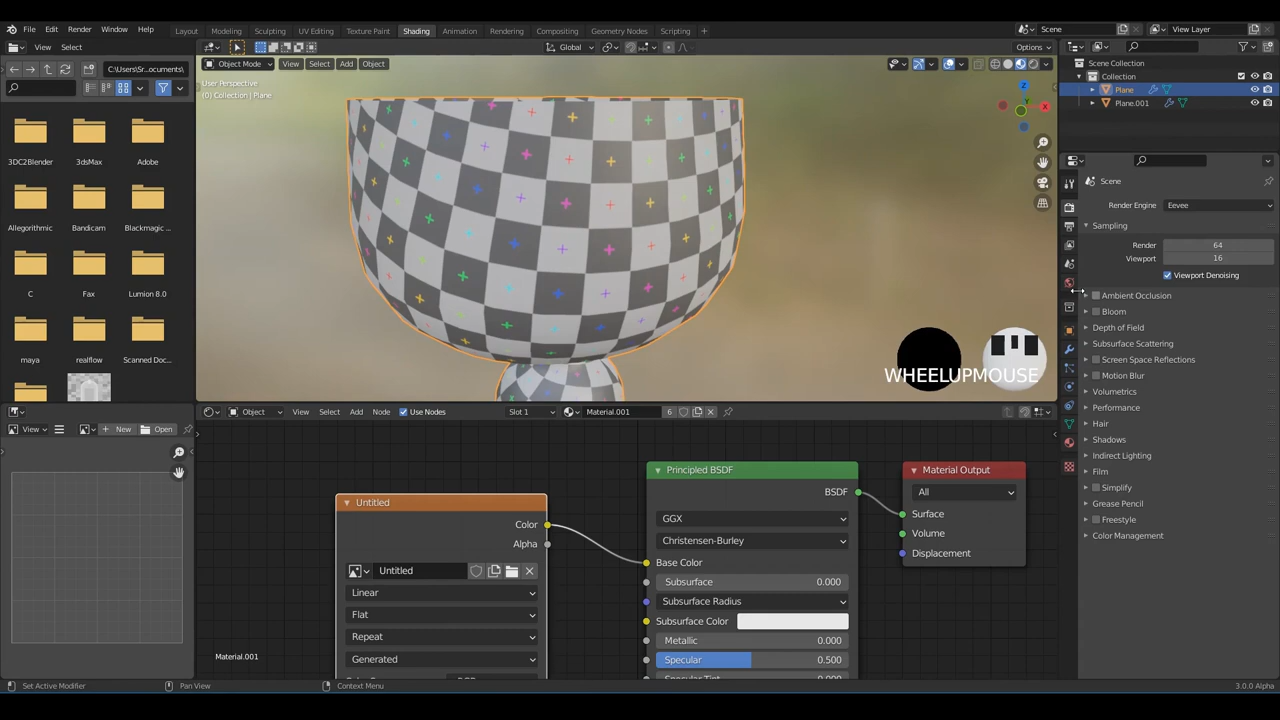 File Edit Render Window Help Layout Modeling Sculpting UV Editing Texture Paint Shading Animation Rendering Compositing Geometry Nodes Scripting + Scene View Layer
View Select Global Options
C:\Users\Sr...ocuments\ Object Mode View Select Add Object
User Perspective
(0) Collection | Plane
Scene Collection
Collection
Plane
Plane.001
3DC2Blender 3dsMax Adobe
Allegorithmic Bandicam Blackmagic ...
C Fax Lumion 8.0
maya realflow Scanned Doc...
Z
X
Y
WHEELUPMOUSE
Scene
Render Engine Eevee
Sampling
Render 64
Viewport 16
Viewport Denoising
Ambient Occlusion
Bloom
Depth of Field
Subsurface Scattering
Screen Space Reflections
Motion Blur
Volumetrics
Performance
Hair
Shadows
Indirect Lighting
Film
Simplify
Grease Pencil
Freestyle
Color Management
View New Open
Object View Select Add Node Use Nodes Slot 1 Material.001 6
Untitled
Color
Alpha
Untitled
Linear
Flat
Repeat
Generated
Principled BSDF
BSDF
GGX
Christensen-Burley
Base Color
Subsurface 0.000
Subsurface Radius
Subsurface Color
Metallic 0.000
Specular 0.500
Specular Tint 0.000
Material Output
All
Surface
Volume
Displacement
Material.001
Set Active Modifier Pan View Context Menu 3.0.0 Alpha